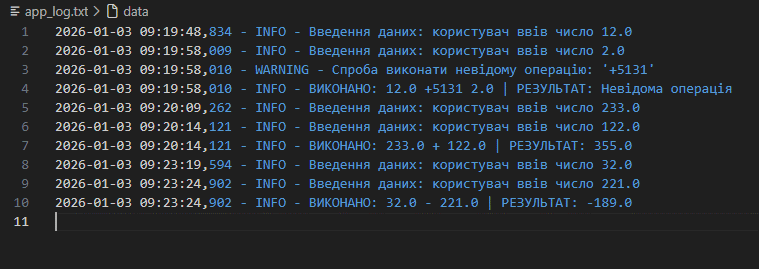 app_log.txt > data
1 2026-01-03 09:19:48,834 - INFO - Введення даних: користувач ввів число 12.0
2 2026-01-03 09:19:58,009 - INFO - Введення даних: користувач ввів число 2.0
3 2026-01-03 09:19:58,010 - WARNING - Спроба виконати невідому операцію: '+5131'
4 2026-01-03 09:19:58,010 - INFO - ВИКОНАНО: 12.0 +5131 2.0 | РЕЗУЛЬТАТ: Невідома операція
5 2026-01-03 09:20:09,262 - INFO - Введення даних: користувач ввів число 233.0
6 2026-01-03 09:20:14,121 - INFO - Введення даних: користувач ввів число 122.0
7 2026-01-03 09:20:14,121 - INFO - ВИКОНАНО: 233.0 + 122.0 | РЕЗУЛЬТАТ: 355.0
8 2026-01-03 09:23:19,594 - INFO - Введення даних: користувач ввів число 32.0
9 2026-01-03 09:23:24,902 - INFO - Введення даних: користувач ввів число 221.0
10 2026-01-03 09:23:24,902 - INFO - ВИКОНАНО: 32.0 - 221.0 | РЕЗУЛЬТАТ: -189.0
11